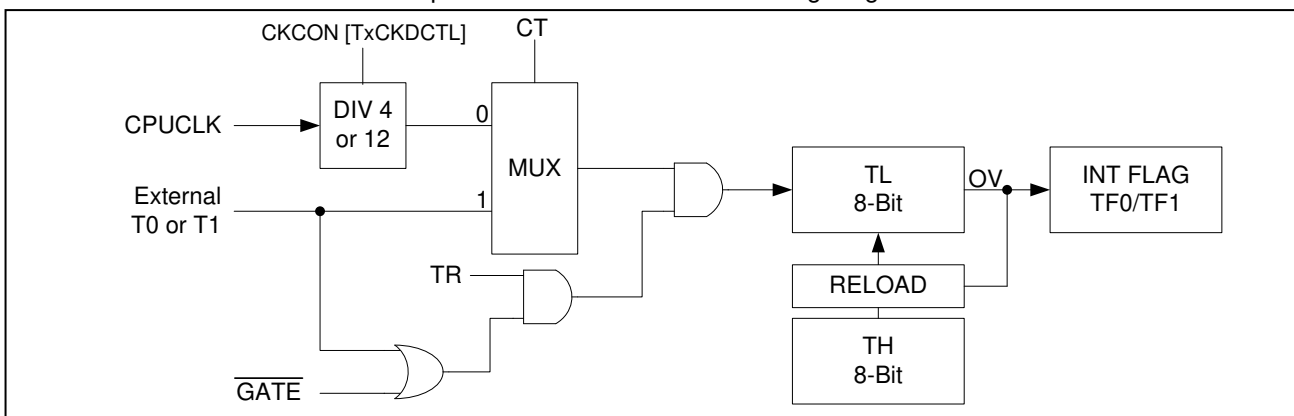 CKCON [TxCKDCTL]
CT
CPUCLK
DIV 4
or 12
0
MUX
External
T0 or T1
1
TL
8-Bit
OV
INT FLAG
TF0/TF1
TR
RELOAD
TH
8-Bit
GATE